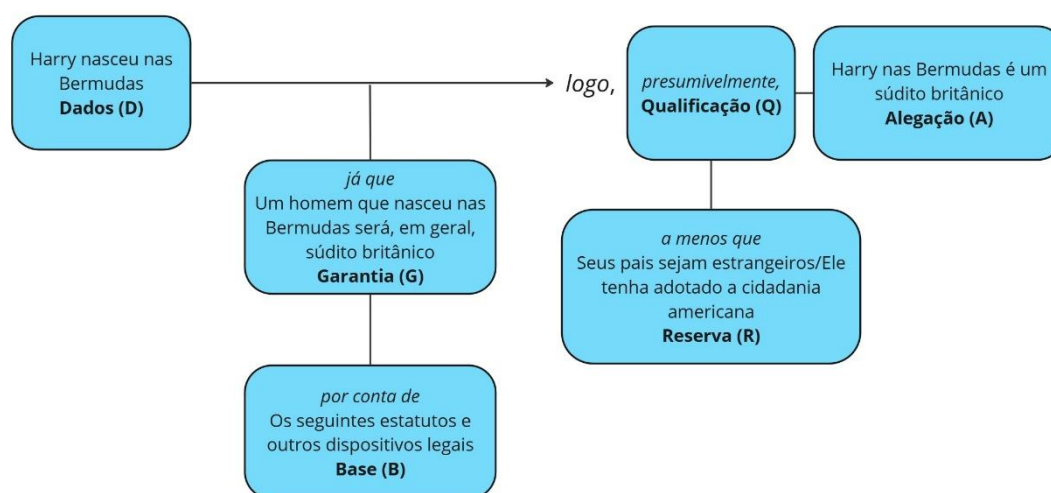 Harry nasceu nas
Bermudas
Dados (D)
logo,
presumivelmente,
Qualificação (Q)
Harry nas Bermudas é um
súdito britânico
Alegação (A)
já que
Um homem que nasceu nas
Bermudas será, em geral,
súdito britânico
Garantia (G)
a menos que
Seus pais sejam estrangeiros/Ele
tenha adotado a cidadania
americana
Reserva (R)
por conta de
Os seguintes estatutos e
outros dispositivos legais
Base (B)